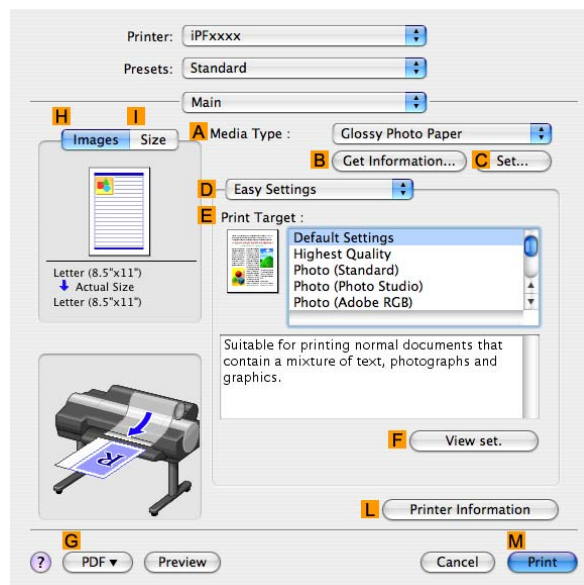 Printer: iPFxxxx
Presets: Standard
Main
H I
Images Size
A Media Type : Glossy Photo Paper
B Get Information... C Set...
D Easy Settings
E Print Target :
Default Settings
Highest Quality
Photo (Standard)
Photo (Photo Studio)
Photo (Adobe RGB)
Letter (8.5"x11")
Actual Size
Letter (8.5"x11")
Suitable for printing normal documents that
contain a mixture of text, photographs and
graphics.
R
F View set.
L Printer Information
G M
? PDF▼ Preview Cancel Print